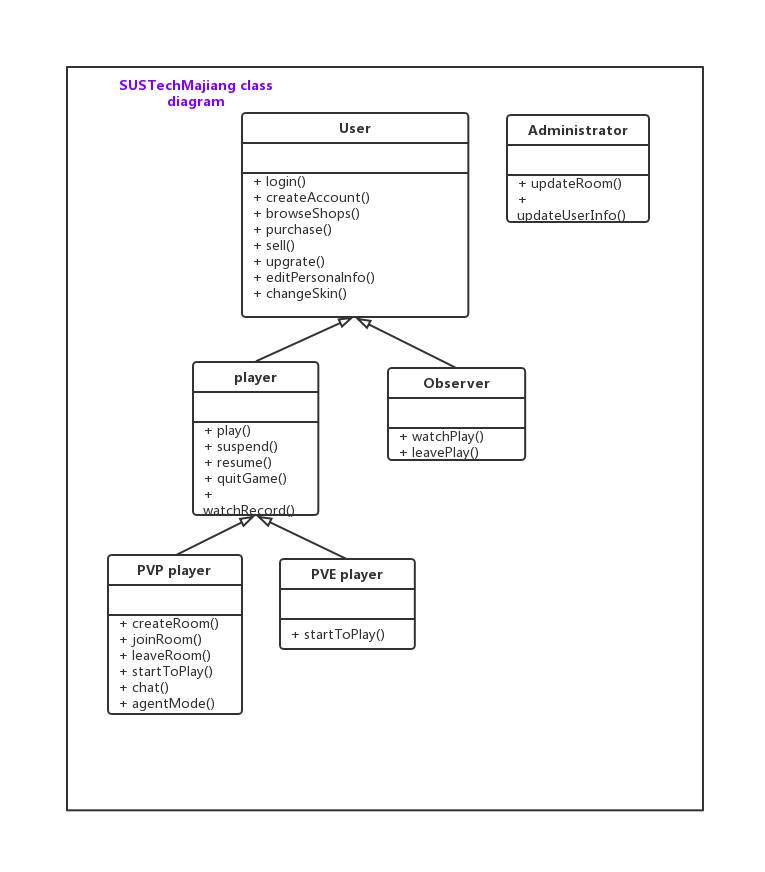 SUSTechMajiang class
diagram
User
+ login()
+ createAccount()
+ browseShops()
+ purchase()
+ sell()
+ upgrate()
+ editPersonaInfo()
+ changeSkin()
Administrator
+ updateRoom()
+
updateUserInfo()
player
+ play()
+ suspend()
+ resume()
+ quitGame()
+
watchRecord()
Observer
+ watchPlay()
+ leavePlay()
PVP player
+ createRoom()
+ joinRoom()
+ leaveRoom()
+ startToPlay()
+ chat()
+ agentMode()
PVE player
+ startToPlay()